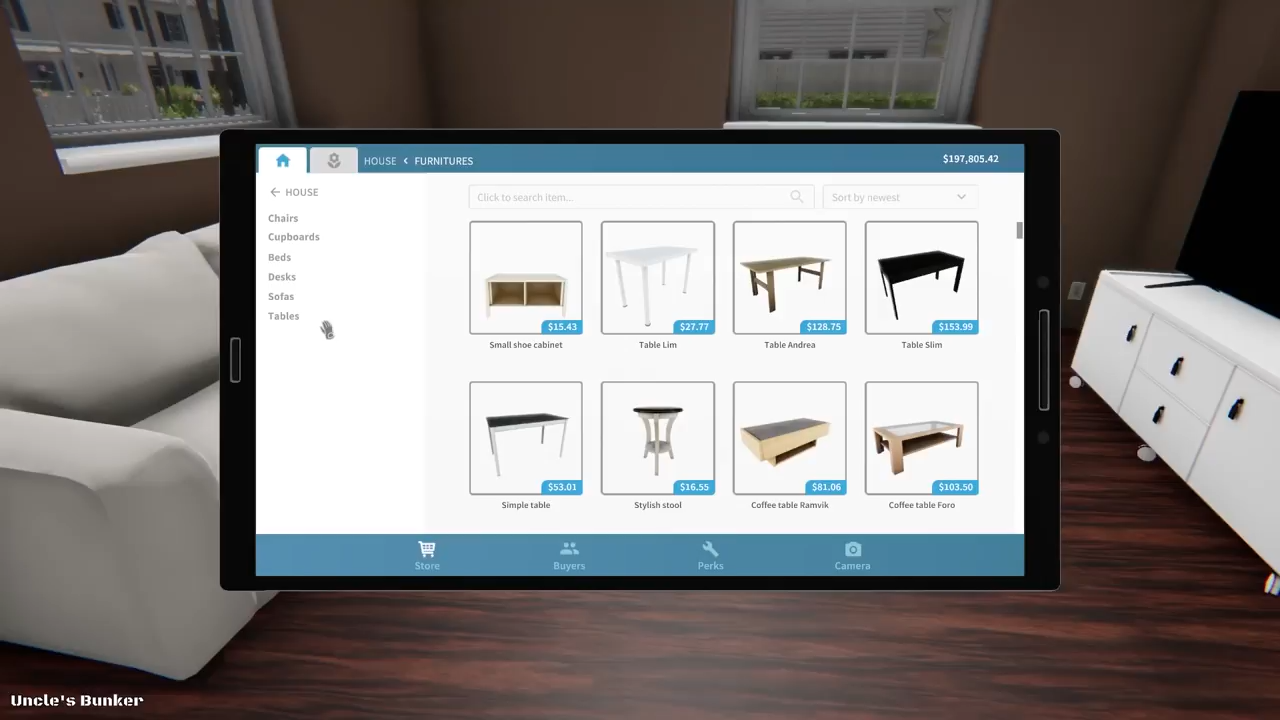 HOUSE < FURNITURES
$197,805.42
← HOUSE
Chairs
Cupboards
Beds
Desks
Sofas
Tables
Click to search item...
Sort by newest
$15.43
$27.77
$128.75
$153.99
Small shoe cabinet
Table Lim
Table Andrea
Table Slim
$53.01
$16.55
$81.06
$103.50
Simple table
Stylish stool
Coffee table Ramvik
Coffee table Foro
Store
Buyers
Perks
Camera
Uncle's Bunker